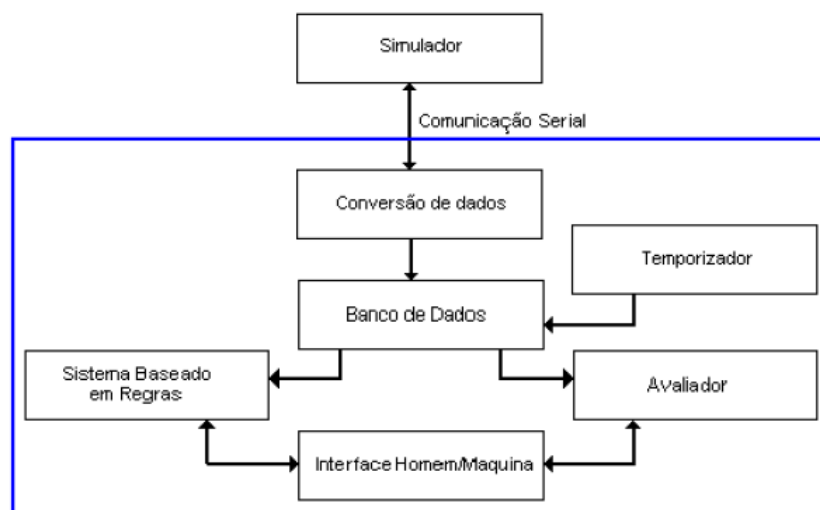 Simulador
Comunicação Serial
Conversão de dados
Temporizador
Banco de Dados
Sistema Baseado
em Regras
Avaliador
Interface Homem/Maquina